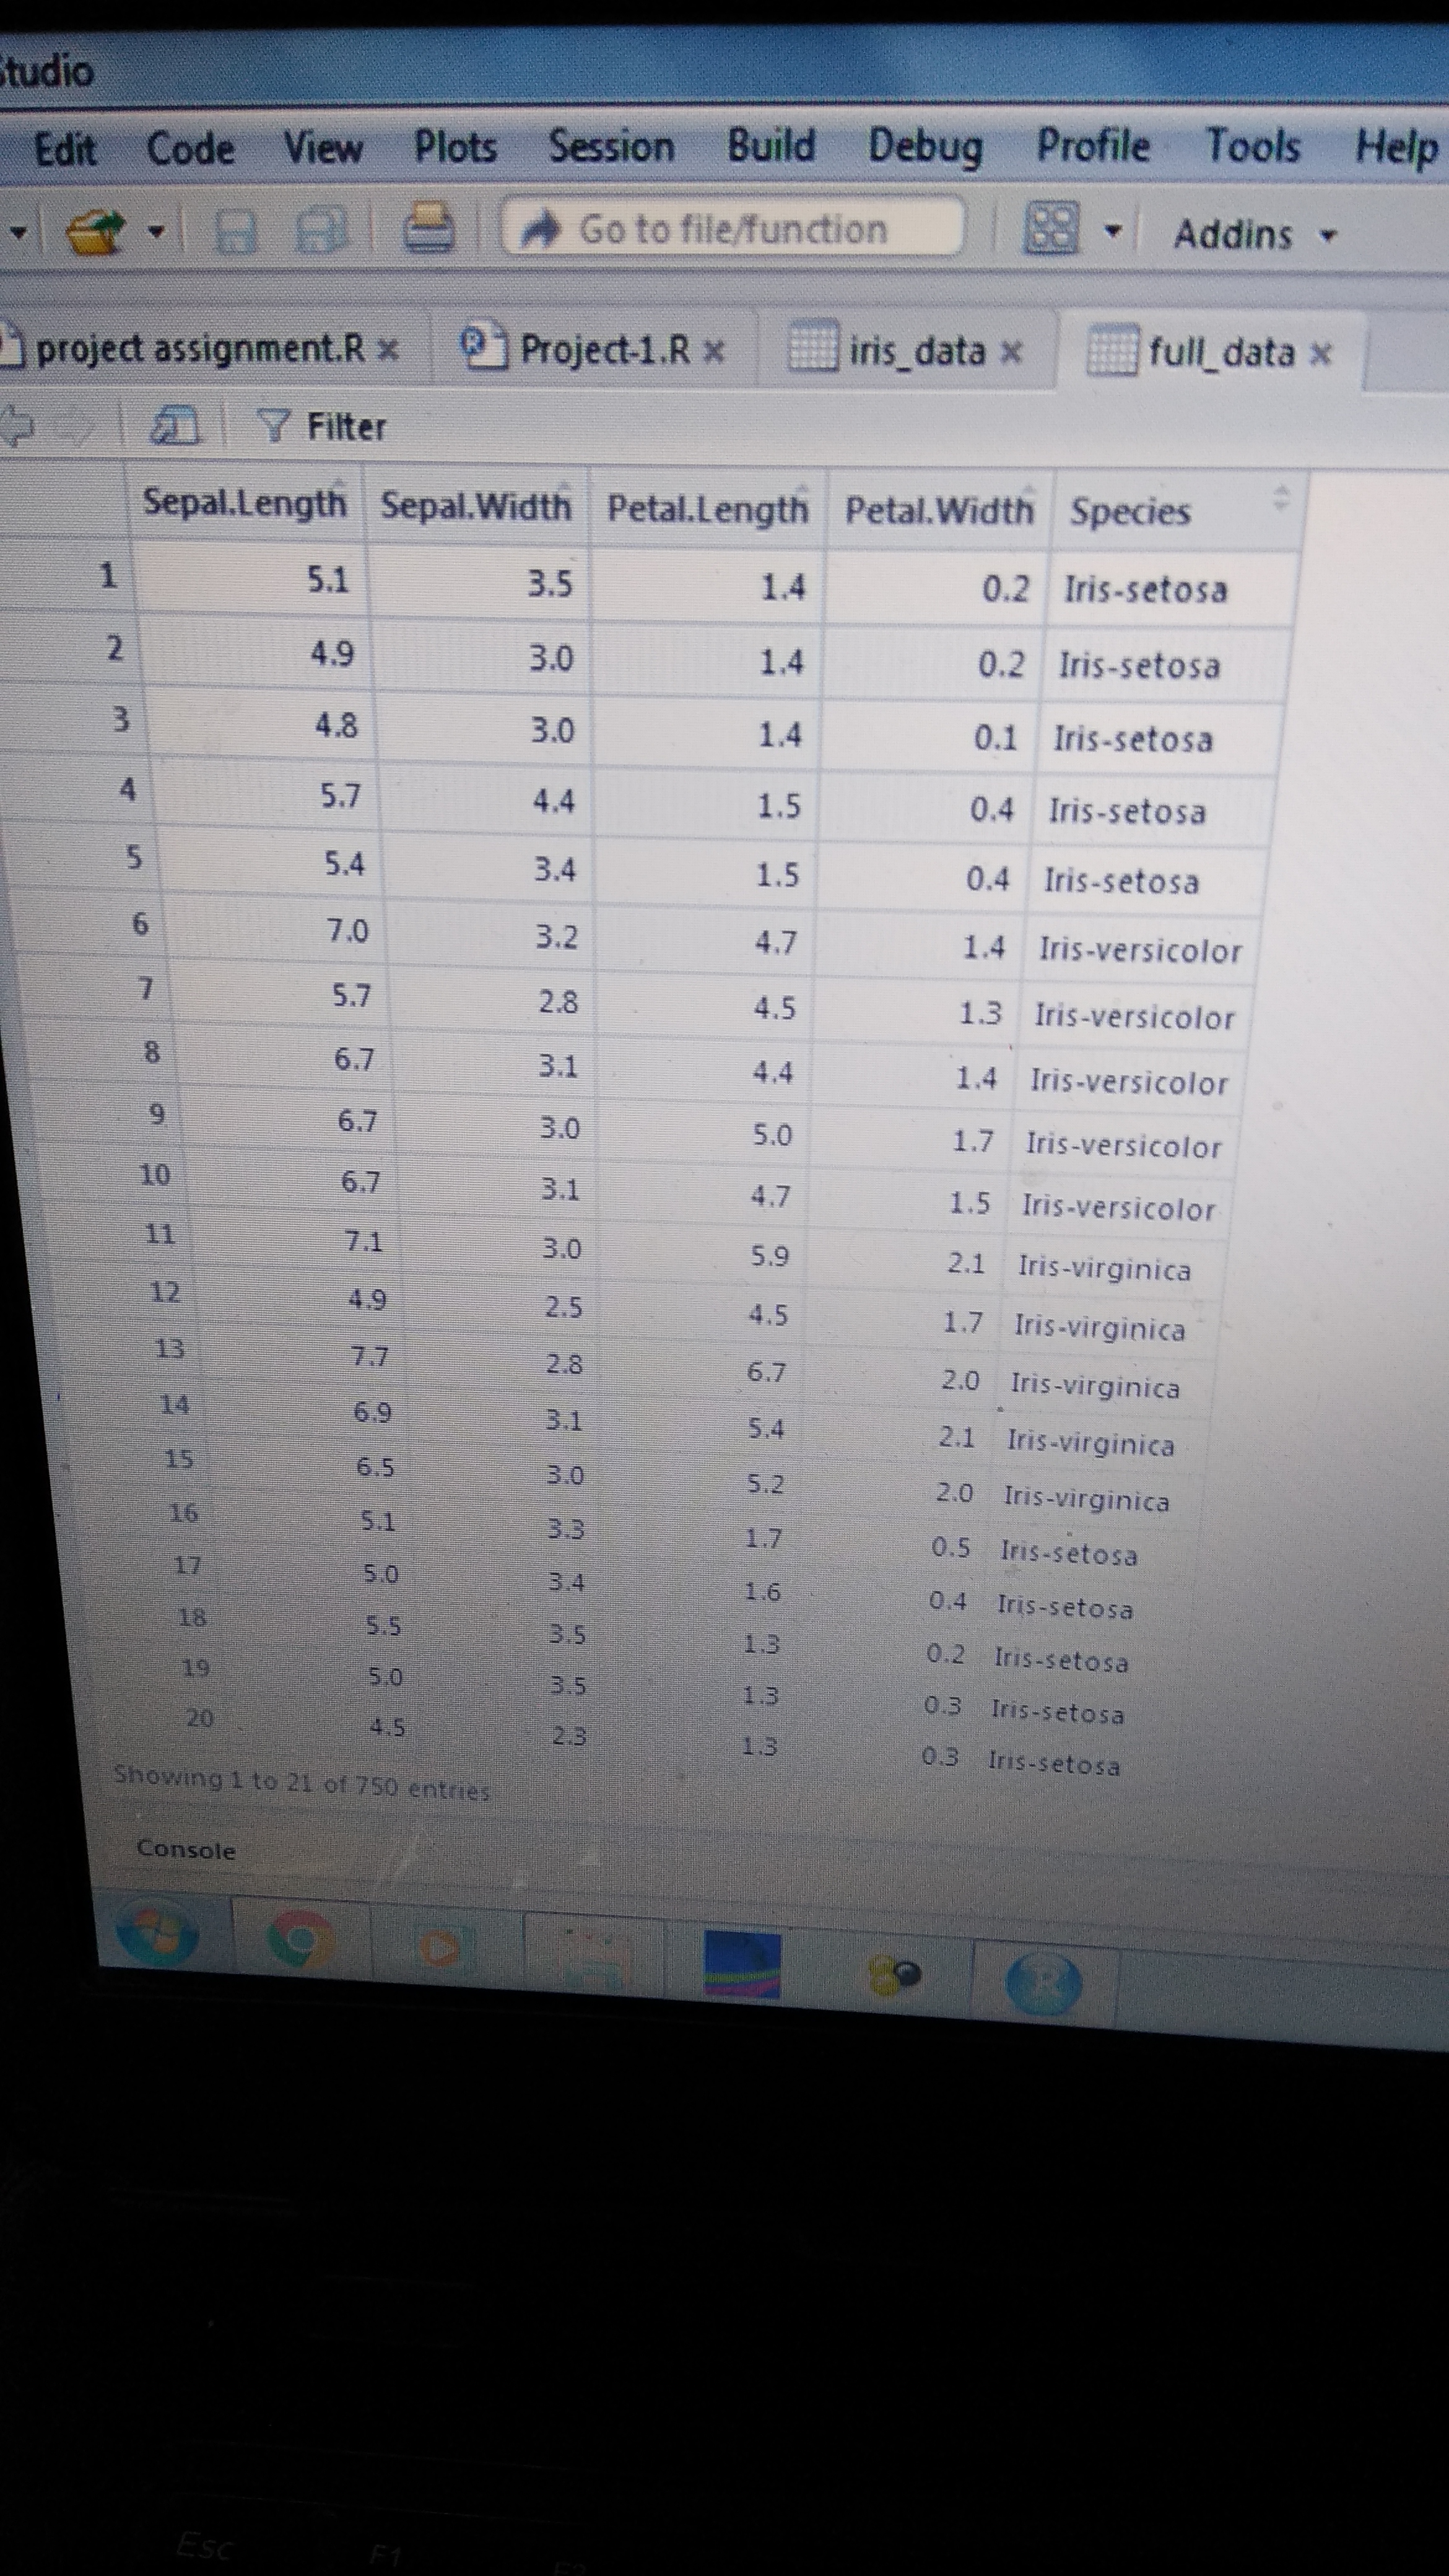 Studio
Edit Code View Plots Session Build Debug Profile Tools Help
Go to file/function Addins
project assignment.R Project-1.R iris_data full_data
Filter
Sepal.Length Sepal.Width Petal.Length Petal.Width Species
1 5.1 3.5 1.4 0.2 Iris-setosa
2 4.9 3.0 1.4 0.2 Iris-setosa
3 4.8 3.0 1.4 0.1 Iris-setosa
4 5.7 4.4 1.5 0.4 Iris-setosa
5 5.4 3.4 1.5 0.4 Iris-setosa
6 7.0 3.2 4.7 1.4 Iris-versicolor
7 5.7 2.8 4.5 1.3 Iris-versicolor
8 6.7 3.1 4.4 1.4 Iris-versicolor
9 6.7 3.0 5.0 1.7 Iris-versicolor
10 6.7 3.1 4.7 1.5 Iris-versicolor
11 7.1 3.0 5.9 2.1 Iris-virginica
12 4.9 2.5 4.5 1.7 Iris-virginica
13 7.7 2.8 6.7 2.0 Iris-virginica
14 6.9 3.1 5.4 2.1 Iris-virginica
15 6.5 3.0 5.2 2.0 Iris-virginica
16 5.1 3.3 1.7 0.5 Iris-setosa
17 5.0 3.4 1.6 0.4 Iris-setosa
18 5.5 3.5 1.3 0.2 Iris-setosa
19 5.0 3.5 1.3 0.3 Iris-setosa
20 4.5 2.3 1.3 0.3 Iris-setosa
Showing 1 to 21 of 750 entries
Console
R
Esc F1 F2